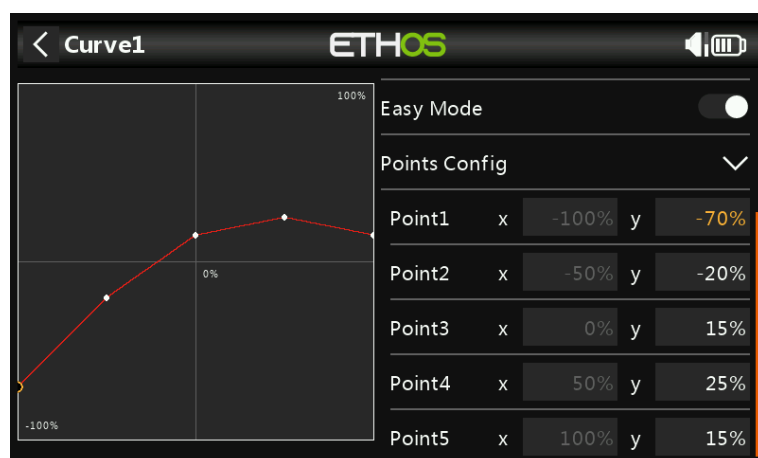 Curve1 ETHOS
100%
0%
-100%
Easy Mode
Points Config
Point1 x -100% y -70%
Point2 x -50% y -20%
Point3 x 0% y 15%
Point4 x 50% y 25%
Point5 x 100% y 15%